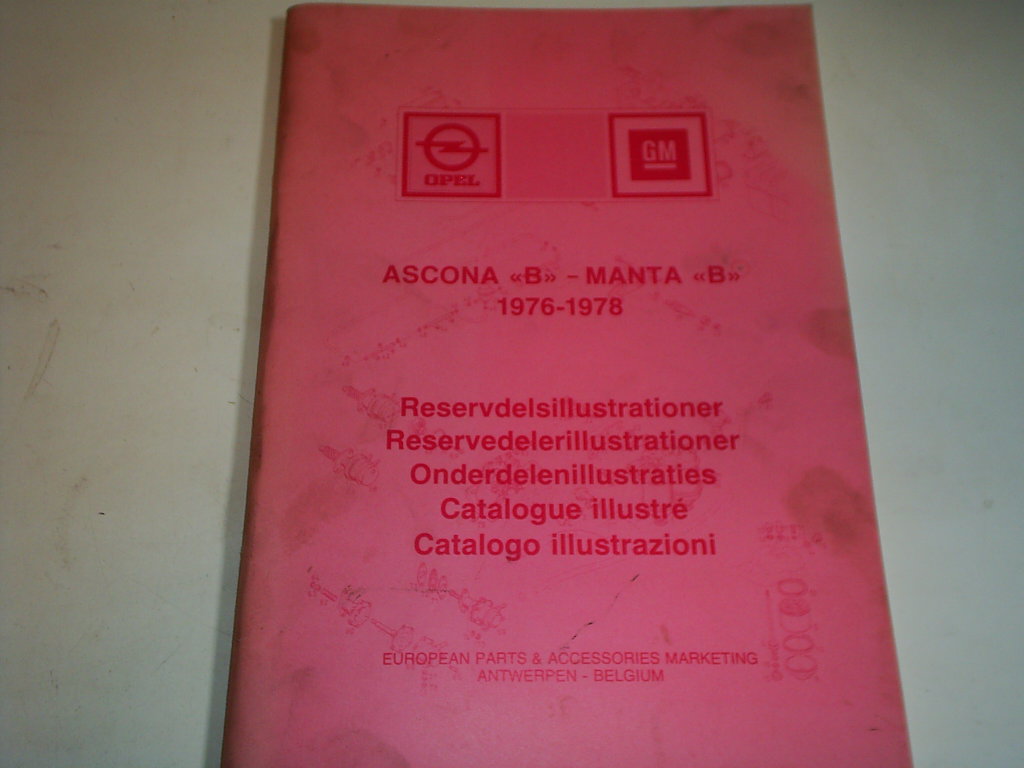 OPEL
GM
ASCONA «B» - MANTA «B»
1976-1978
Reservdelsillustrationer
Reservedelerillustrationer
Onderdelenillustraties
Catalogue illustré
Catalogo illustrazioni
EUROPEAN PARTS & ACCESSORIES MARKETING
ANTWERPEN - BELGIUM